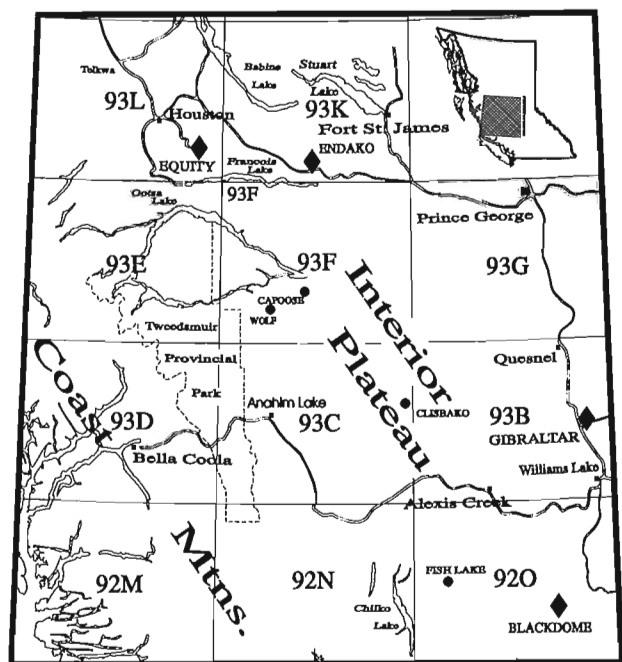 Telkwa
Babine
Lake
Stuart
Lake
93L
93K
Houston
Fort St. James
ENDAKO
EQUITY
Francois
Lake
93F
Ootsa
Lake
Prince George
93E
93F
93G
CAPOOSE
WOLF
Interior
Plateau
Tweedsmuir
Provincial
Park
Quesnel
Coast
Mtns.
Anahim Lake
93D
93C
CLISBAKO
93B
GIBRALTAR
Bella Coola
Williams Lake
Alexis Creek
92M
92N
FISH LAKE
92O
Chilko
Lake
BLACKDOME